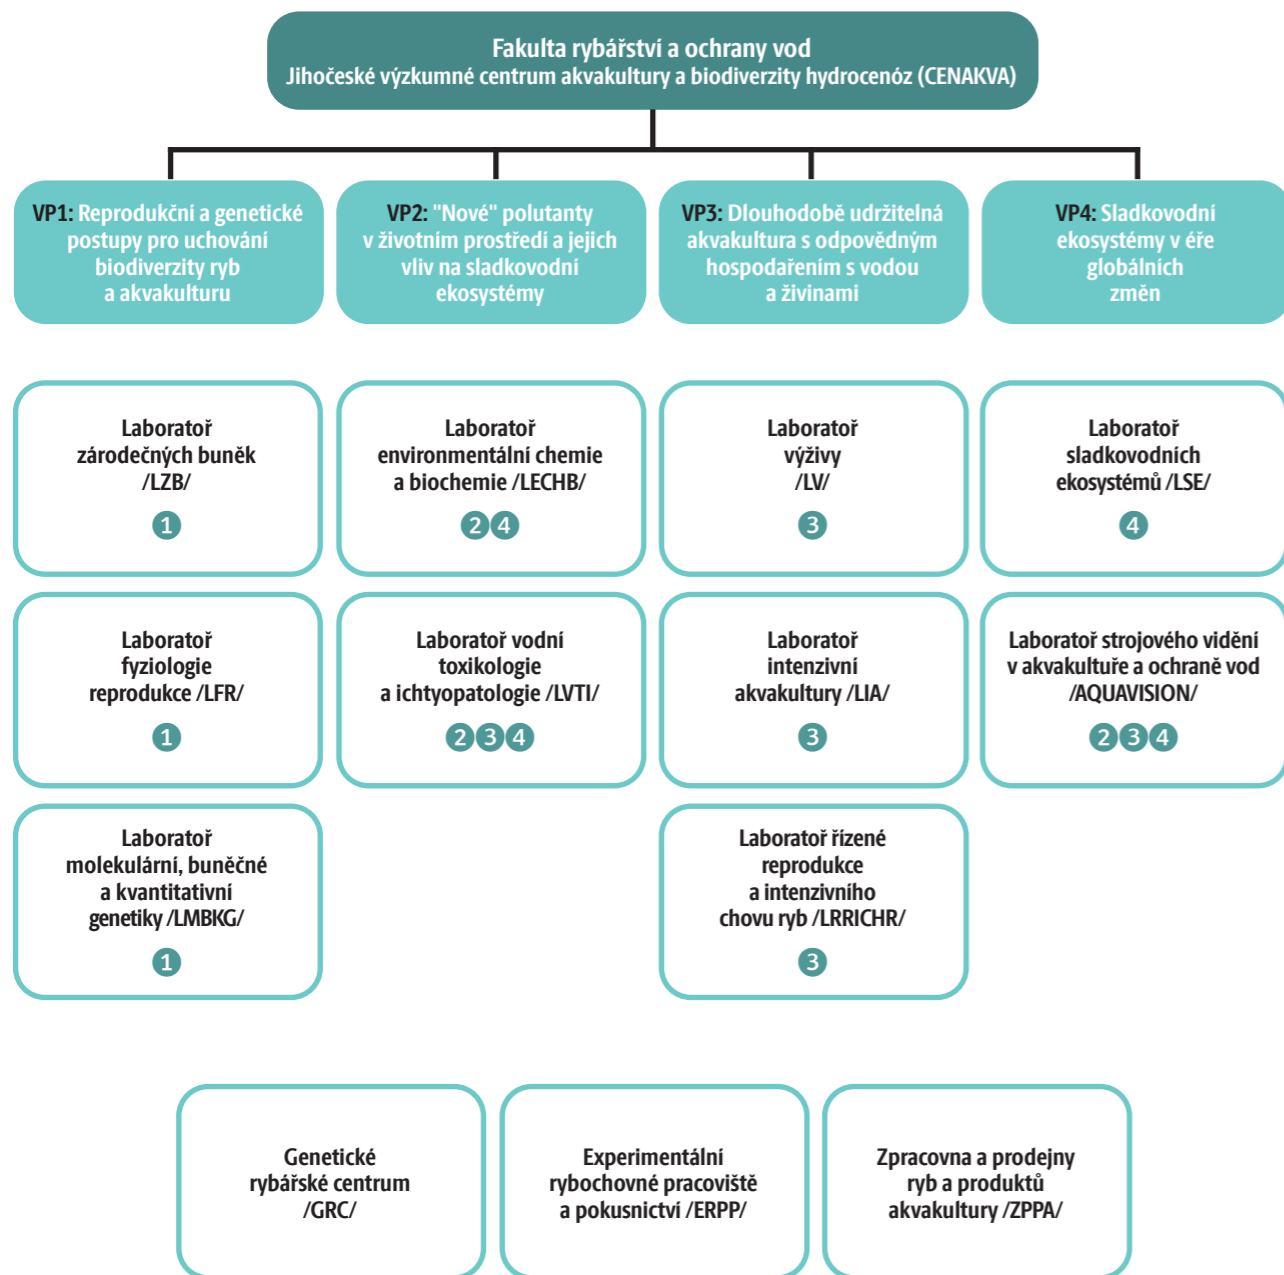 Fakulta rybářství a ochrany vod
Jihočeské výzkumné centrum akvakultury a biodiverzity hydrocenóz (CENAKVA)
VP1: Reprodukční a genetické
postupy pro uchování
biodiverzity ryb
a akvakulturu
VP2: "Nové" polutanty
v životním prostředí a jejich
vliv na sladkovodní
ekosystémy
VP3: Dlouhodobě udržitelná
akvakultura s odpovědným
hospodařením s vodou
a živinami
VP4: Sladkovodní
ekosystémy v éře
globálních
změn
Laboratoř
zárodečných buněk
/LZB/
1
Laboratoř
environmentální chemie
a biochemie /LECHB/
2 4
Laboratoř
výživy
/LV/
3
Laboratoř
sladkovodních
ekosystémů /LSE/
4
Laboratoř
fyziologie
reprodukce /LFR/
1
Laboratoř vodní
toxikologie
a ichtyopatologie /LVTI/
2 3 4
Laboratoř
intenzivní
akvakultury /LIA/
3
Laboratoř strojového vidění
v akvakultuře a ochraně vod
/AQUAVISION/
2 3 4
Laboratoř
molekulární, buněčné
a kvantitativní
genetiky /LMBKG/
1
Laboratoř řízené
reprodukce
a intenzivního
chovu ryb /LRRICHR/
3
Genetické
rybářské centrum
/GRC/
Experimentální
rybochovné pracoviště
a pokusnictví /ERPP/
Zpracovna a prodejny
ryb a produktů
akvakultury /ZPPA/